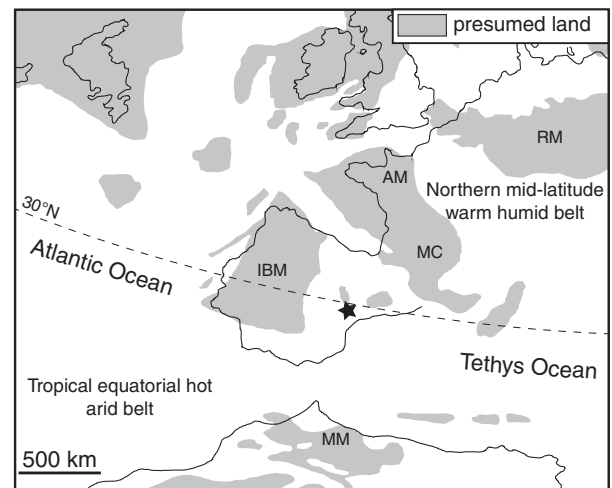 presumed land
RM
AM
Northern mid-latitude
warm humid belt
30°N
Atlantic Ocean
IBM
MC
Tethys Ocean
Tropical equatorial hot
arid belt
MM
500 km